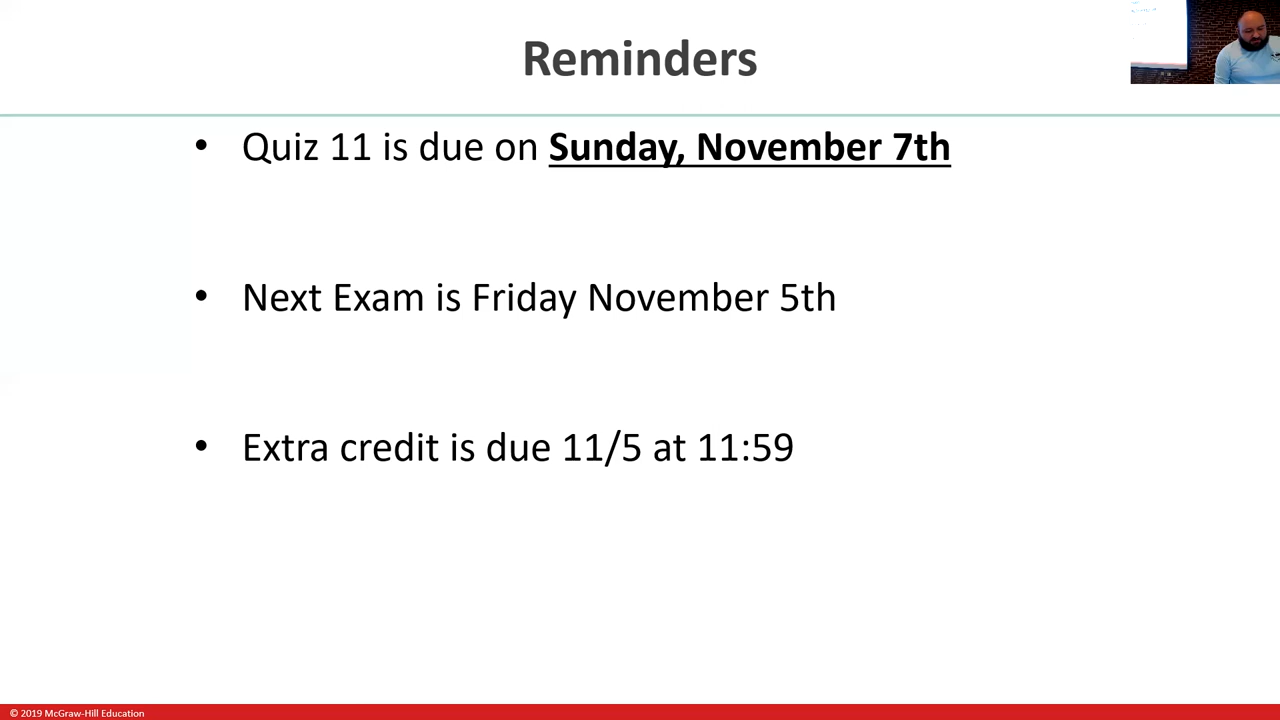 Reminders
• Quiz 11 is due on Sunday, November 7th
• Next Exam is Friday November 5th
• Extra credit is due 11/5 at 11:59
© 2019 McGraw-Hill Education